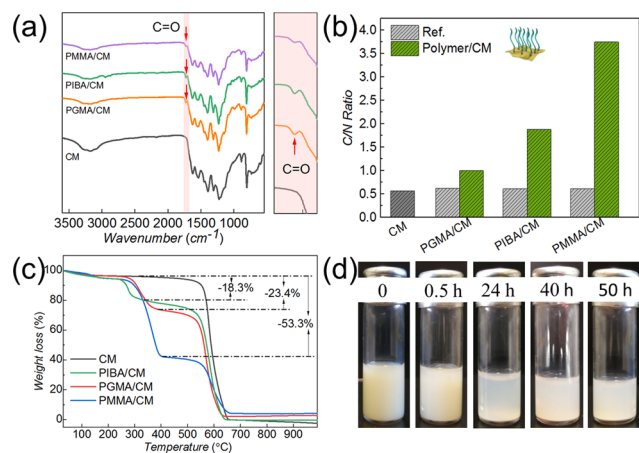 (a)
C=O
PMMA/CM
PIBA/CM
PGMA/CM
CM
C=O
3500 2500 1500 1000
Wavenumber (cm⁻¹)
(b)
Ref.
Polymer/CM
C/N Ratio
4.0
3.5
3.0
2.5
2.0
1.5
1.0
0.5
0.0
CM
PGMA/CM
PIBA/CM
PMMA/CM
(c)
Weight loss (%)
100
80
60
40
20
0
-18.3%
-23.4%
-53.3%
CM
PIBA/CM
PGMA/CM
PMMA/CM
100 200 300 400 500 600 700 800 900
Temperature (°C)
(d)
0 0.5 h 24 h 40 h 50 h